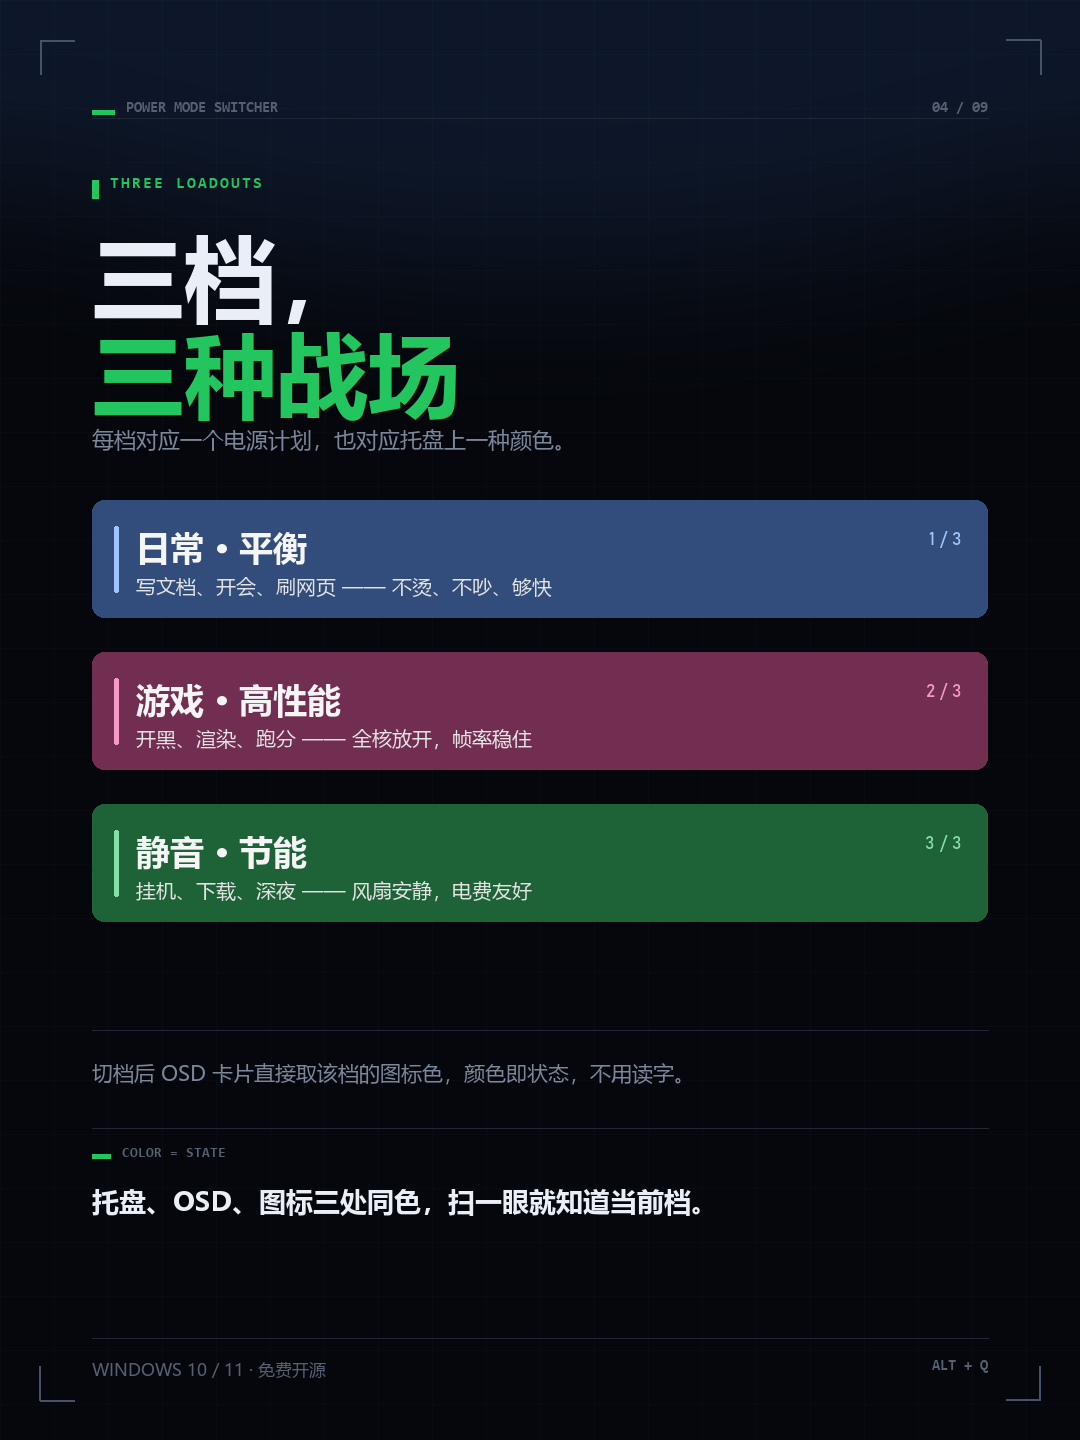 POWER MODE SWITCHER
04 / 09
THREE LOADOUTS
三档，
三种战场
每档对应一个电源计划，也对应托盘上一种颜色。
日常・平衡
1 / 3
写文档、开会、刷网页 —— 不烫、不吵、够快
游戏・高性能
2 / 3
开黑、渲染、跑分 —— 全核放开，帧率稳住
静音・节能
3 / 3
挂机、下载、深夜 —— 风扇安静，电费友好
切档后 OSD 卡片直接取该档的图标色，颜色即状态，不用读字。
COLOR = STATE
托盘、OSD、图标三处同色，扫一眼就知道当前档。
WINDOWS 10 / 11 · 免费开源
ALT + Q